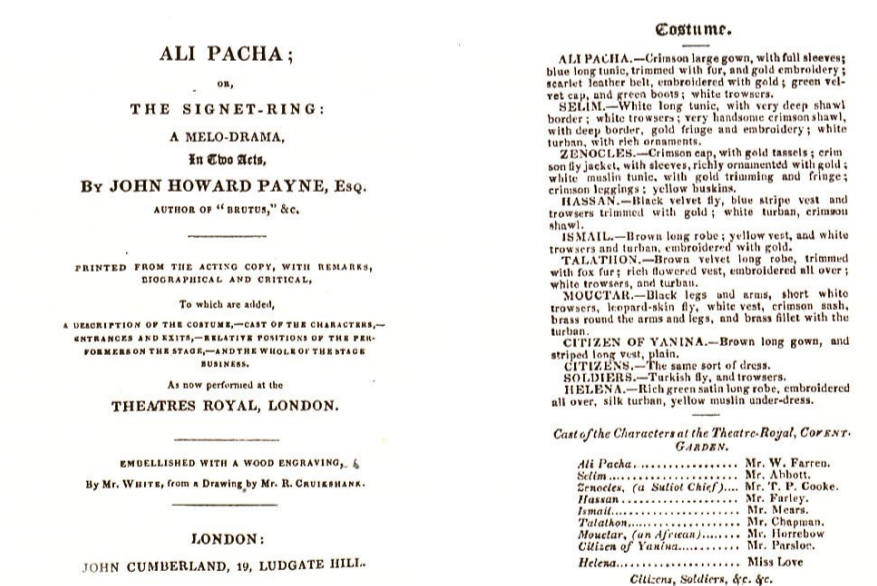 ALI PACHA;
OR,
THE SIGNET-RING:
A MELO-DRAMA,
In Two Acts,
BY JOHN HOWARD PAYNE, ESQ.
AUTHOR OF "BRUTUS," &C.
PRINTED FROM THE ACTING COPY, WITH REMARKS,
BIOGRAPHICAL AND CRITICAL,
To which are added,
A DESCRIPTION OF THE COSTUME,—CAST OF THE CHARACTERS,—
ENTRANCES AND EXITS,—RELATIVE POSITIONS OF THE PER-
FORMERS ON THE STAGE,—AND THE WHOLE OF THE STAGE
BUSINESS.
As now performed at the
THEATRES ROYAL, LONDON.
EMBELLISHED WITH A WOOD ENGRAVING,
By Mr. WHITE, from a Drawing by Mr. R. CRUIKSHANK.
LONDON:
JOHN CUMBERLAND, 19, LUDGATE HILL.
Costume.
ALI PACHA.—Crimson large gown, with full sleeves;
blue long tunic, trimmed with fur, and gold embroidery;
scarlet leather belt, embroidered with gold; green vel-
vet cap, and green boots; white trowsers.
SELIM.—White long tunic, with very deep shawl
border; white trowsers; very handsome crimson shawl,
with deep border, gold fringe and embroidery; white
turban, with rich ornaments.
ZENOCLES.—Crimson cap, with gold tassels; crim
son fly jacket, with sleeves, richly ornamented with gold;
white muslin tunic, with gold trimming and fringe;
crimson leggings; yellow buskins.
HASSAN.—Black velvet fly, blue stripe vest and
trowsers trimmed with gold; white turban, crimson
shawl.
ISMAIL.—Brown long robe; yellow vest, and white
trowsers and turban, embroidered with gold.
TALATHON.—Brown velvet long robe, trimmed
with fox fur; rich flowered vest, embroidered all over;
white trowsers, and turban.
MOUCTAR.—Black legs and arms, short white
trowsers, leopard-skin fly, white vest, crimson sash,
brass round the arms and legs, and brass fillet with the
turban.
CITIZEN OF YANINA.—Brown long gown, and
striped long vest, plain.
CITIZENS.—The same sort of dress.
SOLDIERS.—Turkish fly, and trowsers.
HELENA.—Rich green satin long robe, embroidered
all over, silk turban, yellow muslin under-dress.
Cast of the Characters at the Theatre-Royal, COVENT-
GARDEN.
Ali Pacha.................. Mr. W. Farren.
Selim...................... Mr. Abbott.
Zenocles, (a Suliot Chief).... Mr. T. P. Cooke.
Hassan..................... Mr. Farley.
Ismail...................... Mr. Mears.
Talathon................... Mr. Chapman.
Mouctar, (an African)....... Mr. Horrebow
Citizen of Yanina........... Mr. Parsloe.
Helena..................... Miss Love
Citizens, Soldiers, &c. &c.